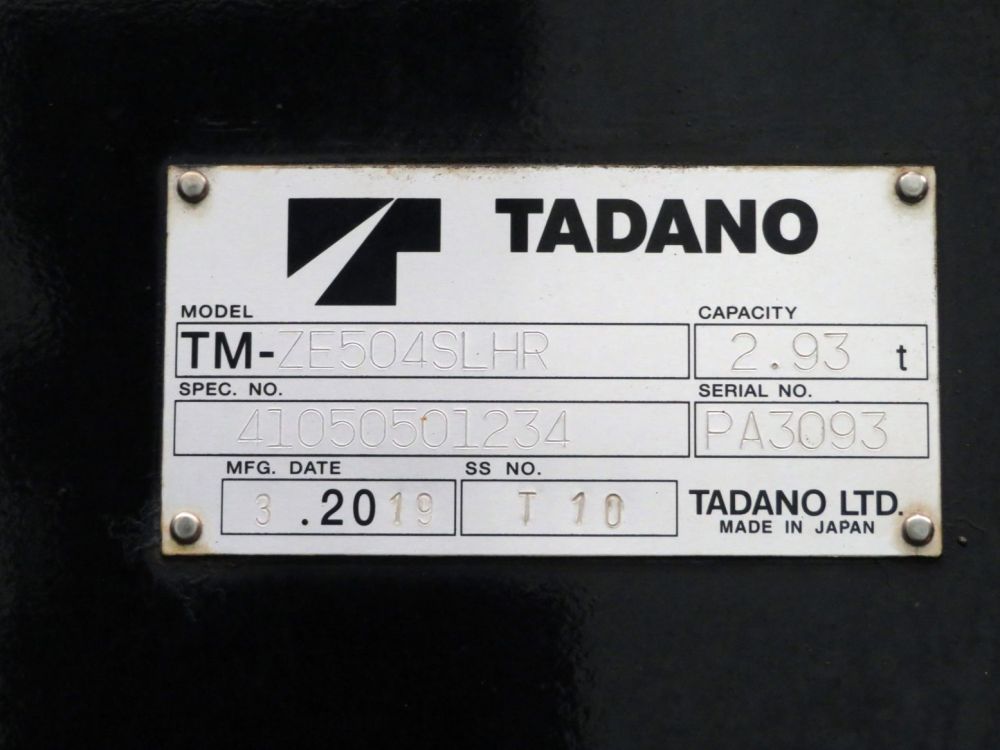 TADANO
MODEL
TM-ZE504SLHR
CAPACITY
2.93 t
SPEC. NO.
41050501234
SERIAL NO.
PA3093
MFG. DATE
3 .2019
SS NO.
T 10
TADANO LTD.
MADE IN JAPAN